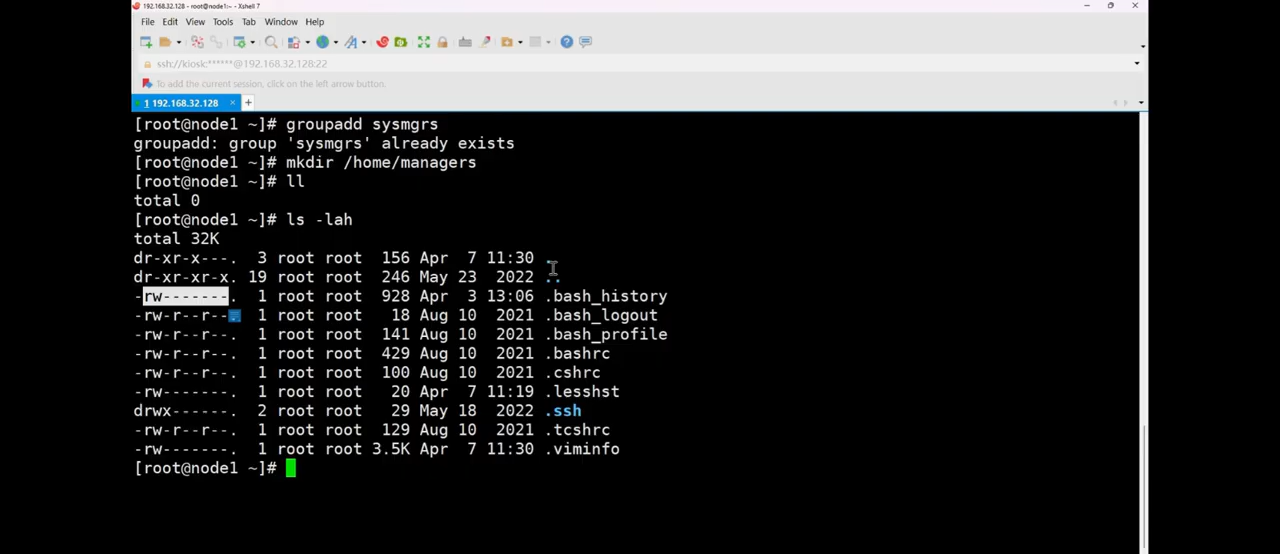 192.168.32.128 - root@node1:~ - Xshell 7
File Edit View Tools Tab Window Help
ssh://kiosk:******@192.168.32.128:22
To add the current session, click on the left arrow button.
1 192.168.32.128 × +
[root@node1 ~]# groupadd sysmgrs
groupadd: group 'sysmgrs' already exists
[root@node1 ~]# mkdir /home/managers
[root@node1 ~]# ll
total 0
[root@node1 ~]# ls -lah
total 32K
dr-xr-x---.  3 root root  156 Apr  7 11:30 .
dr-xr-xr-x. 19 root root  246 May 23  2022 ..
-rw-------.  1 root root  928 Apr  3 13:06 .bash_history
-rw-r--r--   1 root root   18 Aug 10  2021 .bash_logout
-rw-r--r--.  1 root root  141 Aug 10  2021 .bash_profile
-rw-r--r--.  1 root root  429 Aug 10  2021 .bashrc
-rw-r--r--.  1 root root  100 Aug 10  2021 .cshrc
-rw-------.  1 root root   20 Apr  7 11:19 .lesshst
drwx------.  2 root root   29 May 18  2022 .ssh
-rw-r--r--.  1 root root  129 Aug 10  2021 .tcshrc
-rw-------.  1 root root 3.5K Apr  7 11:30 .viminfo
[root@node1 ~]#